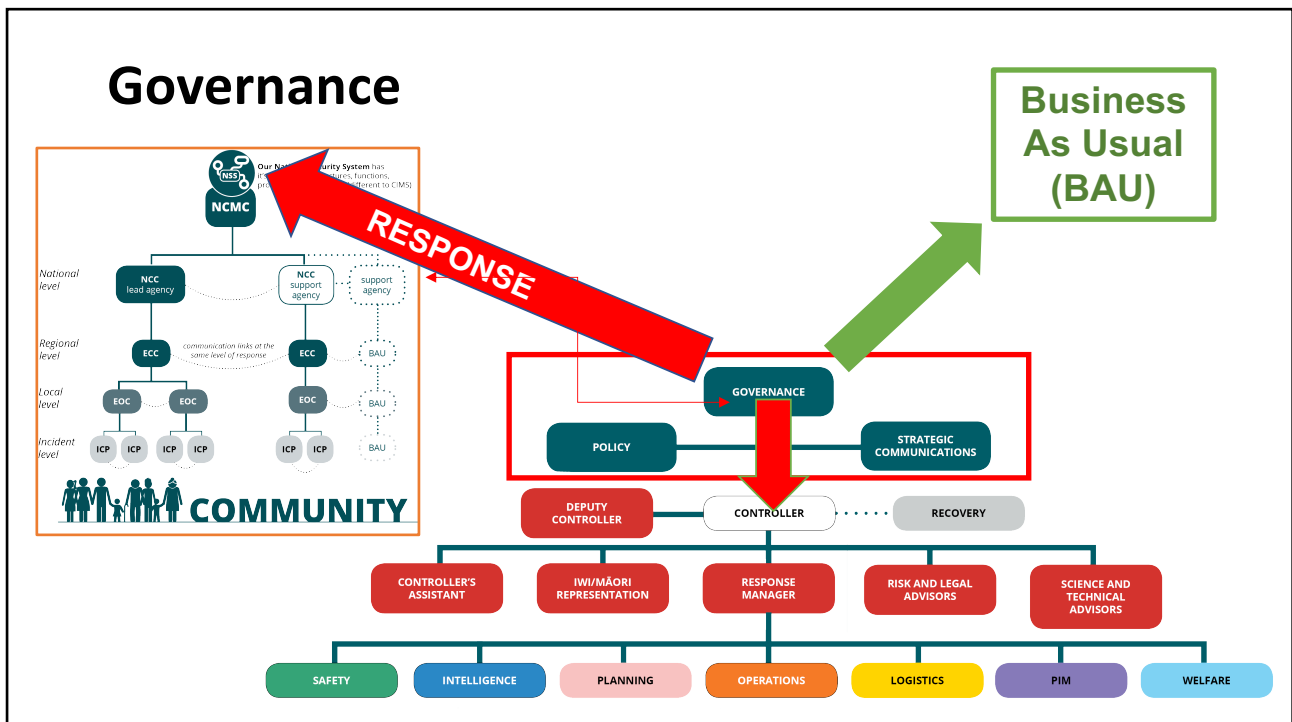 Governance
Business
As Usual
(BAU)
NSS
NCMC
Our Nat urity System has
it' tures, functions,
pro ifferent to CIMS)
RESPONSE
National
level
NCC
lead agency
NCC
support
agency
support
agency
Regional
level
ECC
communication links at the
same level of response
ECC
BAU
Local
level
EOC
EOC
EOC
BAU
Incident
level
ICP
ICP
ICP
ICP
ICP
ICP
BAU
COMMUNITY
GOVERNANCE
POLICY
STRATEGIC
COMMUNICATIONS
DEPUTY
CONTROLLER
CONTROLLER
RECOVERY
CONTROLLER'S
ASSISTANT
IWI/MĀORI
REPRESENTATION
RESPONSE
MANAGER
RISK AND LEGAL
ADVISORS
SCIENCE AND
TECHNICAL
ADVISORS
SAFETY
INTELLIGENCE
PLANNING
OPERATIONS
LOGISTICS
PIM
WELFARE